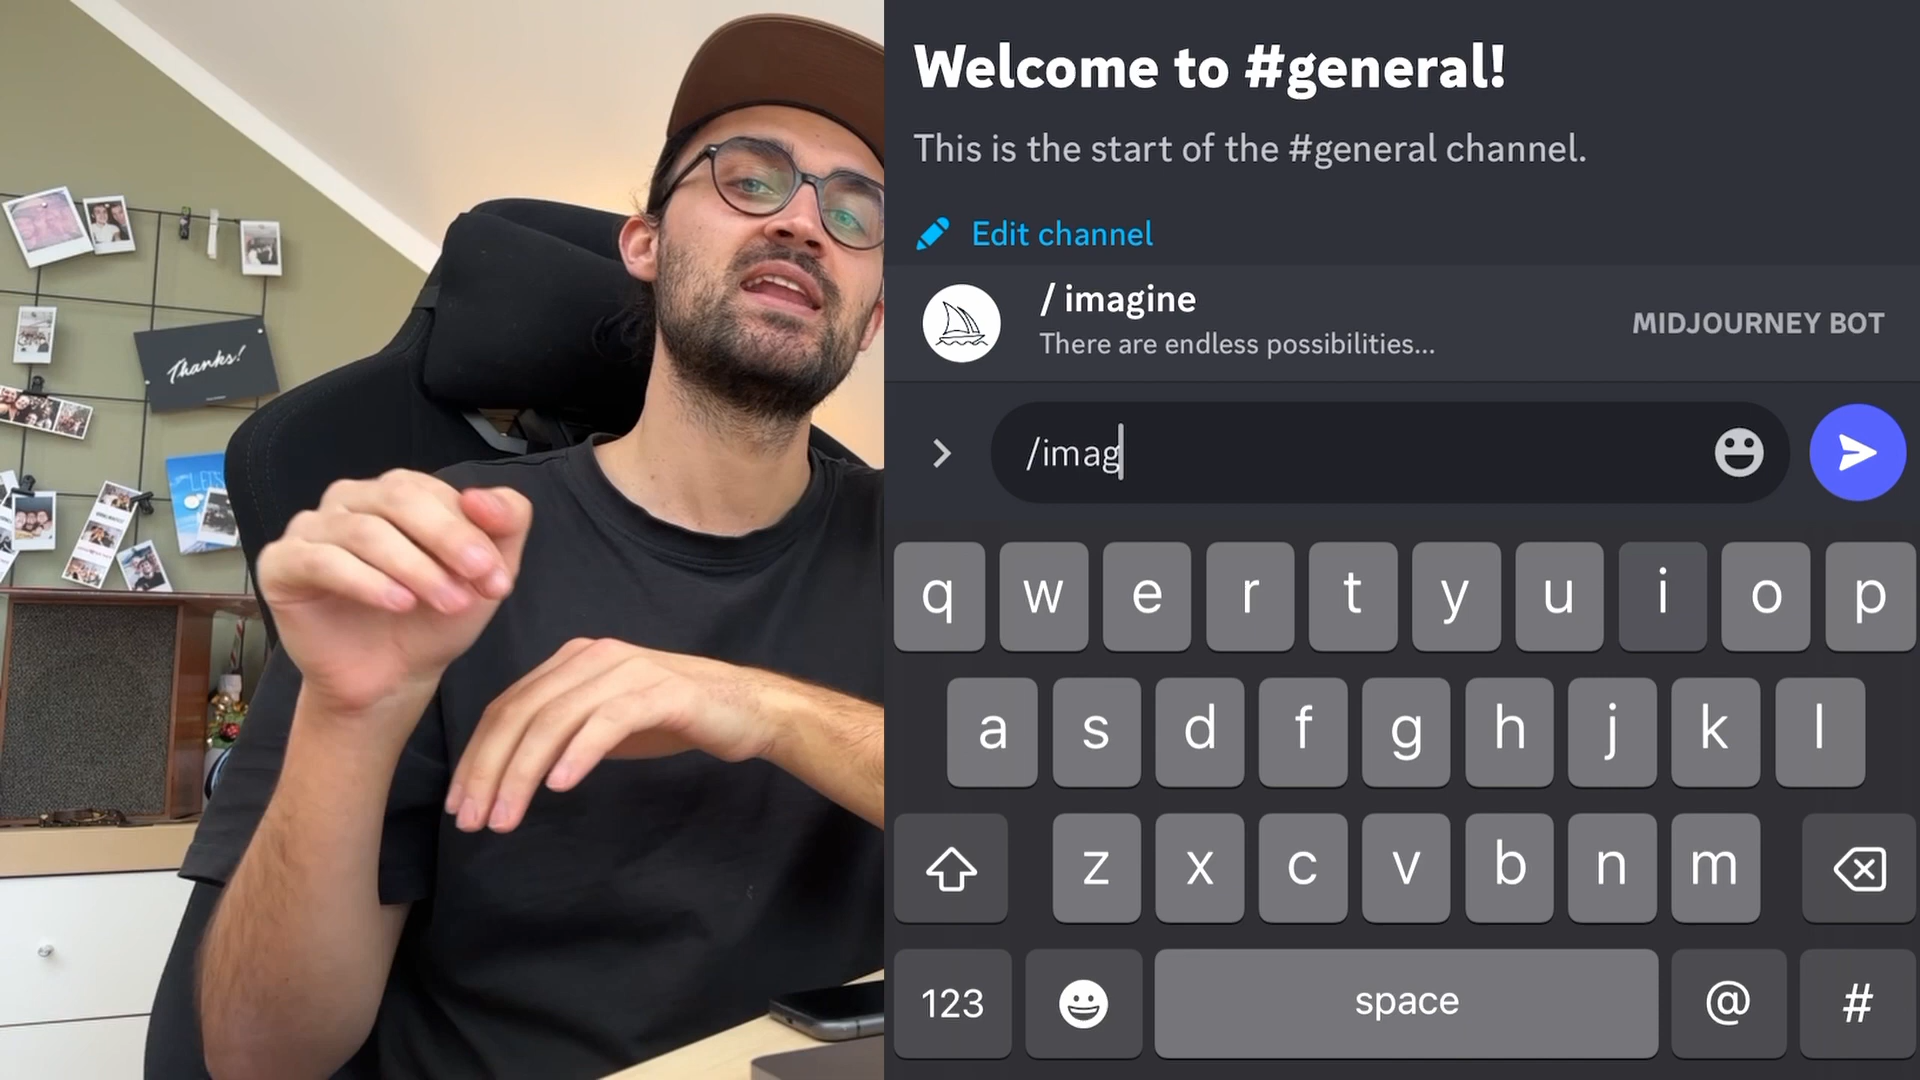 Thanks!
LET'S
Welcome to #general!
This is the start of the #general channel.
Edit channel
/ imagine
There are endless possibilities...
MIDJOURNEY BOT
/imag
q w e r t y u i o p
a s d f g h j k l
z x c v b n m
123 space @ #